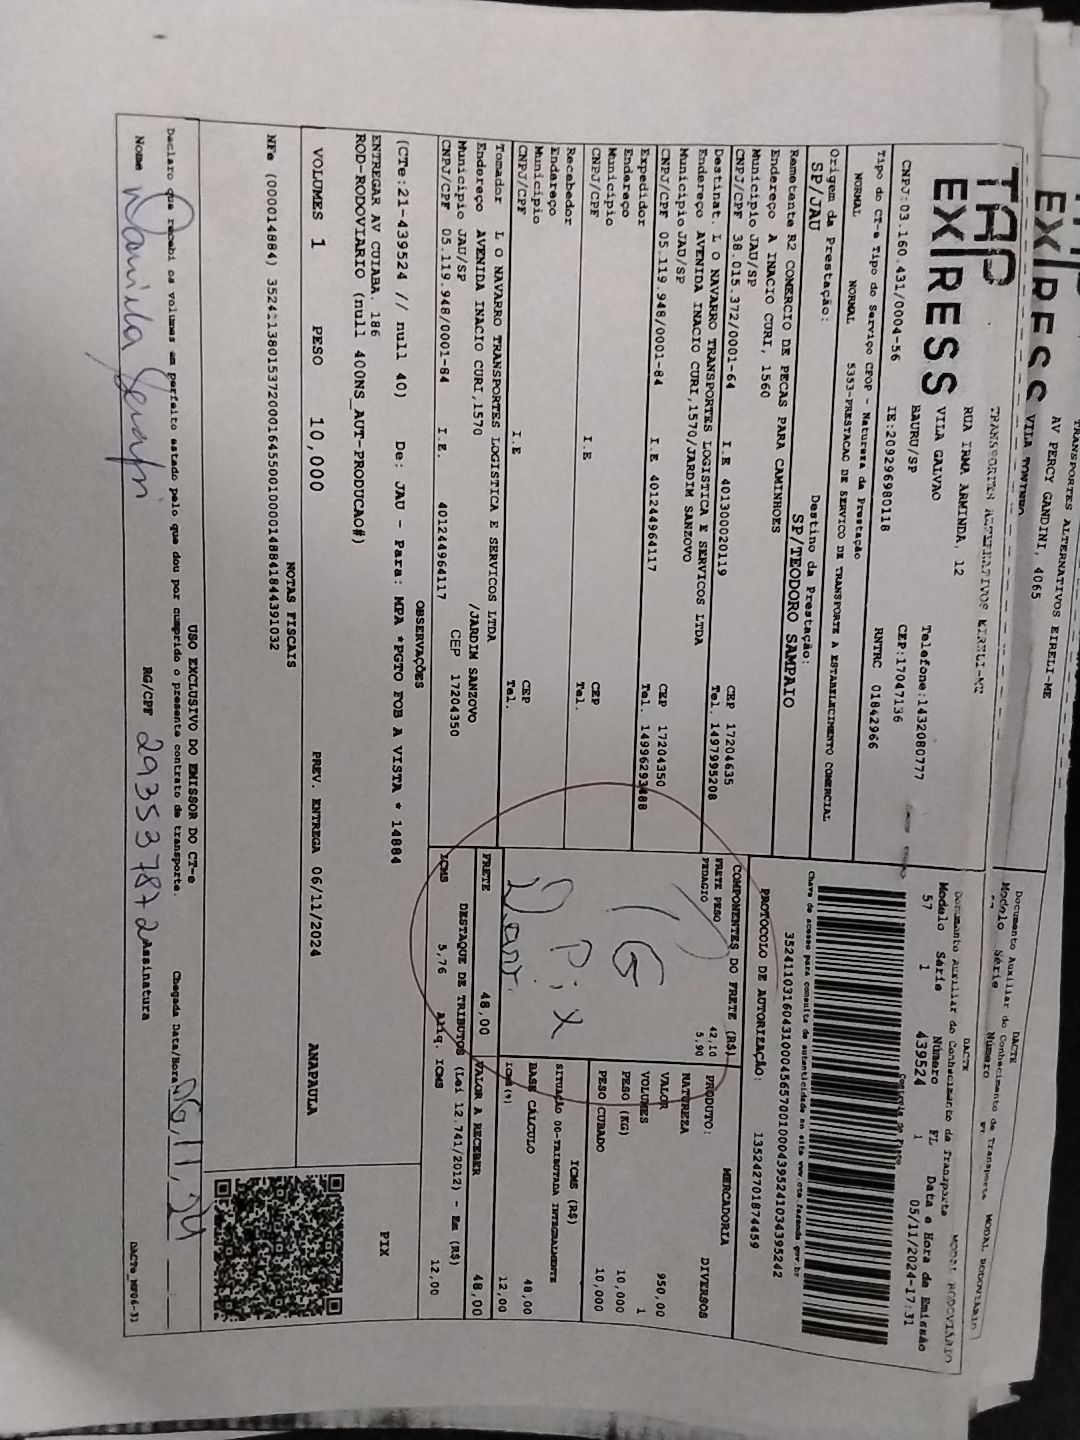 TRANSPORTES ALTERNATIVOS EIRELI-ME
AV PERCY GANDINI, 4065
EXPRESS
TAP
EXPRESS
TRANSPORTES ALTERNATIVOS EIRELI-ME
RUA IRMA ARMINDA, 12
VILA GALVAO
BAURU/SP
CEP:17047136
Telefone:1432080777
CNPJ:03.160.431/0004-56
IE:209296980118
RNTRC 01842966
DACTE
Documento Auxiliar do Conhecimento de Transporte
MODAL RODOVIÁRIO
Modelo Série Número FL Data e Hora da Emissão
57 1 439524 1 05/11/2024-17:31
Controle do Fisco
Chave de acesso para consulta de autenticidade no site www.cte.fazenda.gov.br
PROTOCOLO DE AUTORIZAÇÃO: 135242701874459
Tipo do CT-e Tipo do Serviço CFOP - Natureza da Prestação
NORMAL NORMAL 5353-PRESTACAO DE SERVICO DE TRANSPORTE A ESTABELECIMENTO COMERCIAL
Origem da Prestação: Destino da Prestação:
SP/JAU SP/TEODORO SAMPAIO
Remetente R2 COMERCIO DE PECAS PARA CAMINHOES
Endereço A INACIO CURI, 1560
Município JAU/SP CEP 17204635
CNPJ/CPF 38.015.372/0001-64 I.E 401300020119 Tel. 1497995208
Destinat. L O NAVARRO TRANSPORTES LOGISTICA E SERVICOS LTDA
Endereço AVENIDA INACIO CURI,1570/JARDIM SANZOVO
Município JAU/SP CEP 17204350
CNPJ/CPF 05.119.948/0001-84 I.E 401244964117 Tel. 14996293488
Expedidor
Endereço
Município CEP
CNPJ/CPF I.E Tel.
Recebedor
Endereço
Município CEP
CNPJ/CPF I.E Tel.
Tomador L O NAVARRO TRANSPORTES LOGISTICA E SERVICOS LTDA
Endereço AVENIDA INACIO CURI,1570 /JARDIM SANZOVO
Município JAU/SP CEP 17204350
CNPJ/CPF 05.119.948/0001-84 I.E. 401244964117
COMPONENTES DO FRETE (R$)
FRETE PESO 42,10
PEDAGIO 5,90
Pix
FRETE 48,00
VALOR A RECEBER 48,00
MERCADORIA
PRODUTO: DIVERSOS
NATUREZA
VALOR 950,00
VOLUMES 1
PESO (KG) 10,000
PESO CUBADO 10,000
ICMS (R$)
SITUAÇÃO 00-TRIBUTADA INTEGRALMENTE
BASE CÁLCULO 48,00
ICMS(%) 12,00
DESTAQUE DE TRIBUTOS (Lei 12.741/2012) - Em (R$)
ICMS 5,76 Aliq. ICMS 12,00
OBSERVAÇÕES
(CTe:21-439524 // null 40) De: JAU - Para: MPA *PGTO FOB A VISTA * 14884
ENTREGAR AV CUIABA. 186
ROD-RODOVIARIO (null 400NS_AUT-PRODUCAO#)
PIX
VOLUMES 1 PESO 10,000 PREV. ENTREGA 06/11/2024 ANAPAULA
NOTAS FISCAIS
USO EXCLUSIVO DO EMISSOR DO CT-e
Declaro que recebi os volumes em perfeito estado pelo que dou por cumprido o presente contrato de transporte. Chegada Data/Hora 06/11/24
Nome RG/CPF 293537872 Assinatura